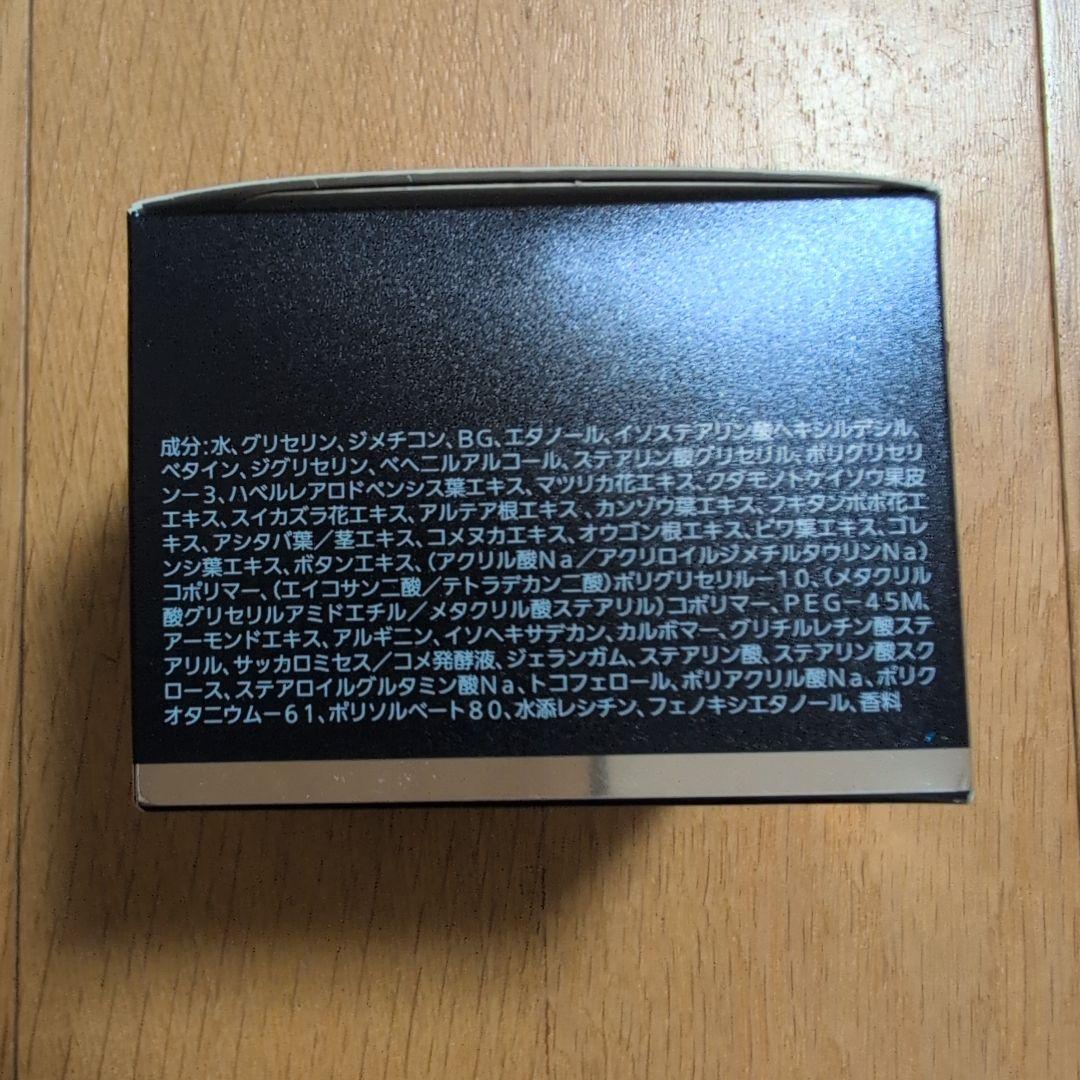 成分:水、グリセリン、ジメチコン、BG、エタノール、イソステアリン酸ヘキシルデシル、
ベタイン、ジグリセリン、ベヘニルアルコール、ステアリン酸グリセリル、ポリグリセリ
ン－3、ハベルレアロドペンシス葉エキス、マツリカ花エキス、クダモノトケイソウ果皮
エキス、スイカズラ花エキス、アルテア根エキス、カンゾウ葉エキス、フキタンポポ花エ
キス、アシタバ葉／茎エキス、コメヌカエキス、オウゴン根エキス、ビワ葉エキス、ゴレ
ンシ葉エキス、ボタンエキス、(アクリル酸Na／アクリロイルジメチルタウリンNa)
コポリマー、(エイコサン二酸／テトラデカン二酸)ポリグリセリル－10、(メタクリル
酸グリセリルアミドエチル／メタクリル酸ステアリル)コポリマー、PEG－45M、
アーモンドエキス、アルギニン、イソヘキサデカン、カルボマー、グリチルレチン酸ステ
アリル、サッカロミセス／コメ発酵液、ジェランガム、ステアリン酸、ステアリン酸スク
ロース、ステアロイルグルタミン酸Na、トコフェロール、ポリアクリル酸Na、ポリク
オタニウム－61、ポリソルベート80、水添レシチン、フェノキシエタノール、香料